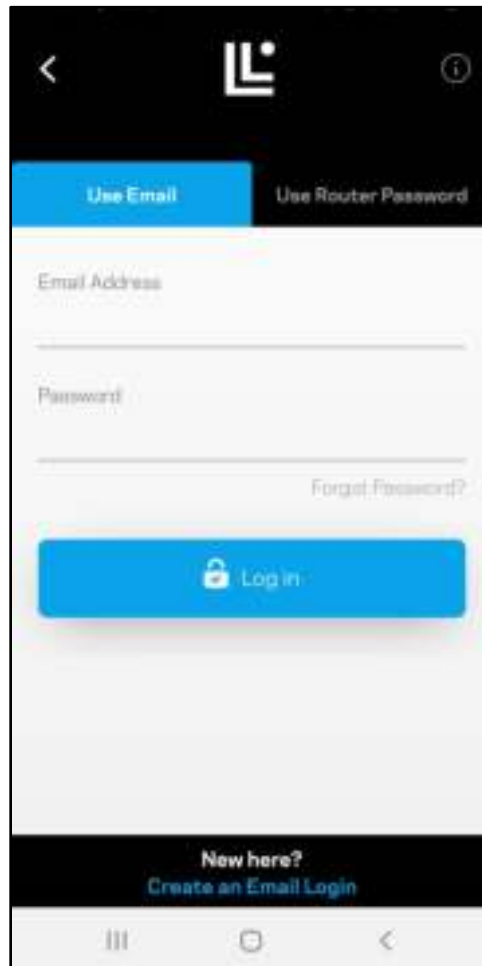 Use Email
Use Router Password
Email Address
Password
Forgot Password?
Log in
New here?
Create an Email Login